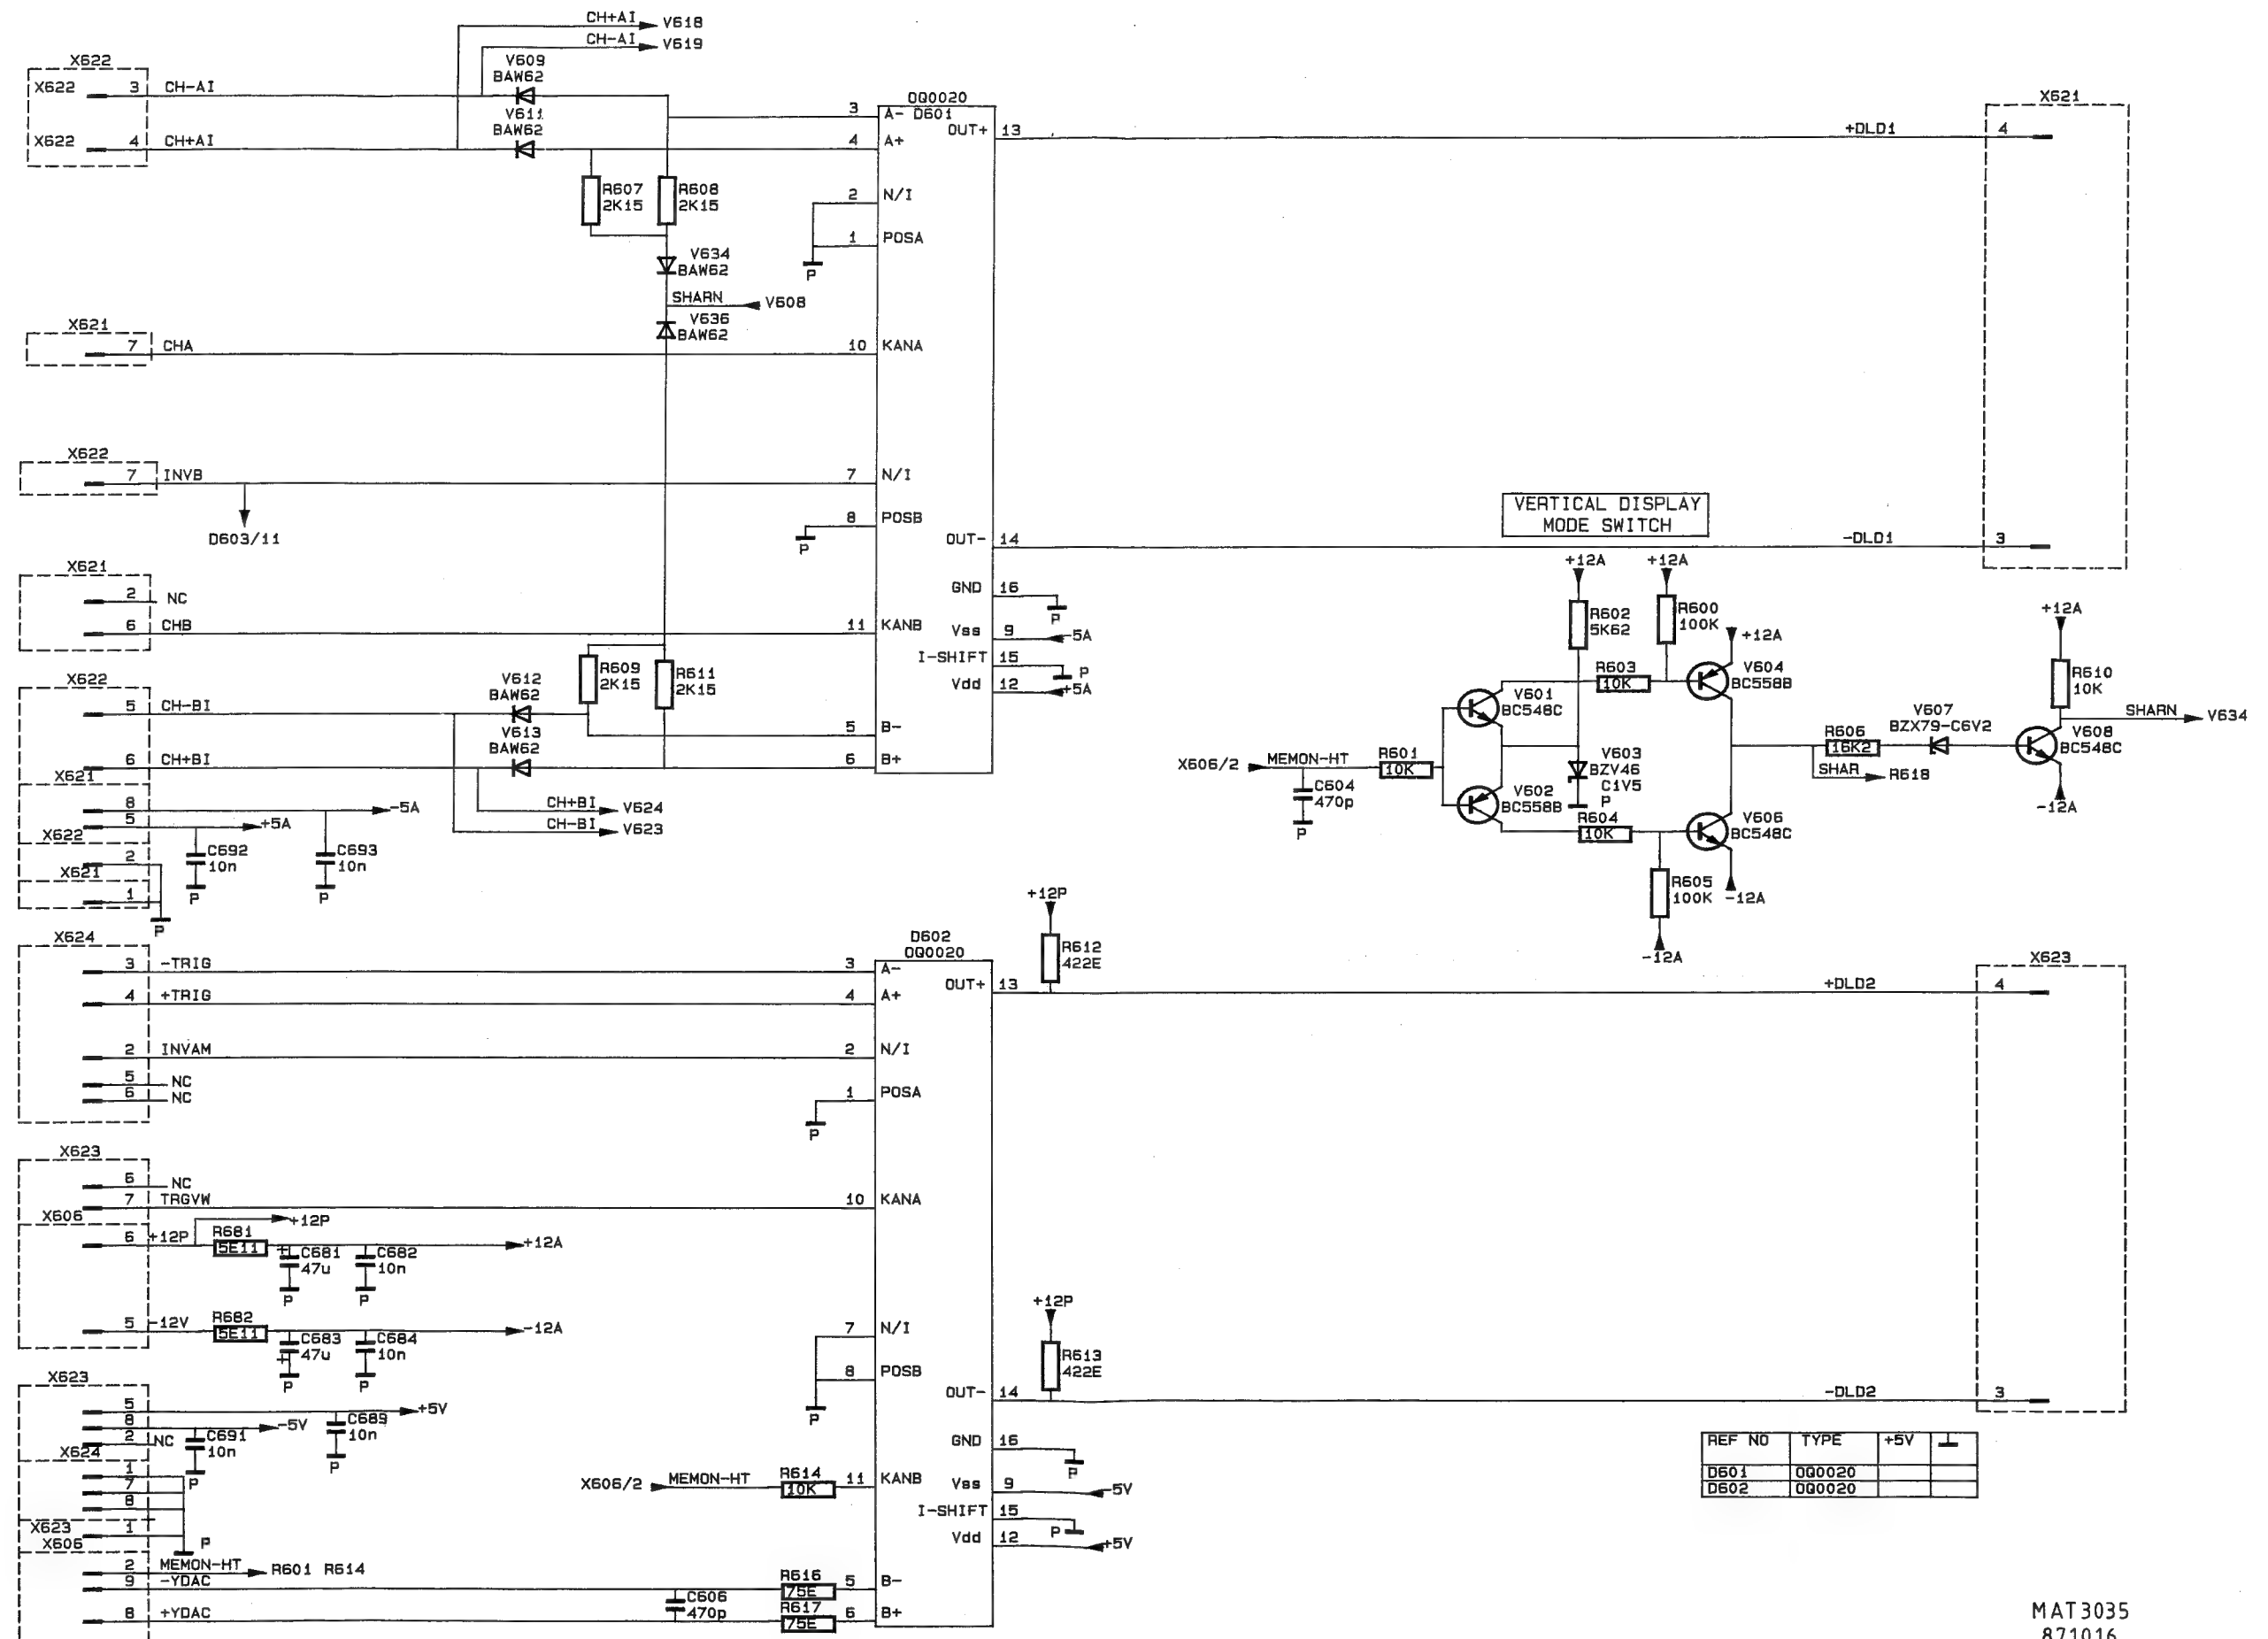 CH+AI V618
CH-AI V619
X622
X622 3 CH-AI
V609
BAW62
X622 4 CH+AI
V611
BAW62
OQ0020
3 A- D601
OUT+ 13
+DLD1
X621
4
4 A+
R607
2K15
R608
2K15
2 N/I
1 POSA
P
V634
BAW62
SHARN V608
V636
BAW62
X621
7 CHA
10 KANA
X622
7 INVB
7 N/I
D603/11
8 POSB
P
OUT- 14
-DLD1
3
VERTICAL DISPLAY
MODE SWITCH
X621
2 NC
6 CHB
11 KANB
GND 16
P
Vss 9 -5A
I-SHIFT 15
P
Vdd 12 +5A
R609
2K15
R611
2K15
X622
5 CH-BI
V612
BAW62
5 B-
6 CH+BI
V613
BAW62
6 B+
CH+BI V624
CH-BI V623
X621
8 -5A
5 +5A
X622
2
X621
1
P
C692
10n
P
C693
10n
P
+12A
+12A
R602
5K62
R600
100K
+12A
R603
10K
V604
BC558B
V601
BC548C
X606/2 MEMON-HT
R601
10K
C604
470p
P
V603
BZV46
C1V5
P
V602
BC558B
R604
10K
V606
BC548C
R605
100K
-12A
-12A
R606
16K2
SHAR R618
V607
BZX79-C6V2
+12A
R610
10K
SHARN V634
V608
BC548C
-12A
X624
3 -TRIG
4 +TRIG
2 INVAM
5 NC
6 NC
D602
OQ0020
3 A-
4 A+
2 N/I
1 POSA
P
OUT+ 13
+12P
R612
422E
+DLD2
X623
4
X623
6 NC
7 TRGVW
10 KANA
X606
6 +12P
+12P
R681
5E11
+
C681
47u
P
C682
10n
P
+12A
5 -12V
R682
5E11
C683
47u
+
P
C684
10n
P
-12A
7 N/I
8 POSB
P
+12P
R613
422E
OUT- 14
-DLD2
3
X623
5 +5V
8 -5V
2 NC
C691
10n
P
C689
10n
P
X624
1
7
8
X623
1
P
X606/2 MEMON-HT
R614
10K
11 KANB
GND 16
P
Vss 9 -5V
I-SHIFT 15
P
Vdd 12 +5V
X606
2 MEMON-HT R601 R614
9 -YDAC
8 +YDAC
C606
470p
R616
75E
5 B-
R617
75E
6 B+
REF NO TYPE +5V
D601 OQ0020
D602 OQ0020
MAT3035
871016